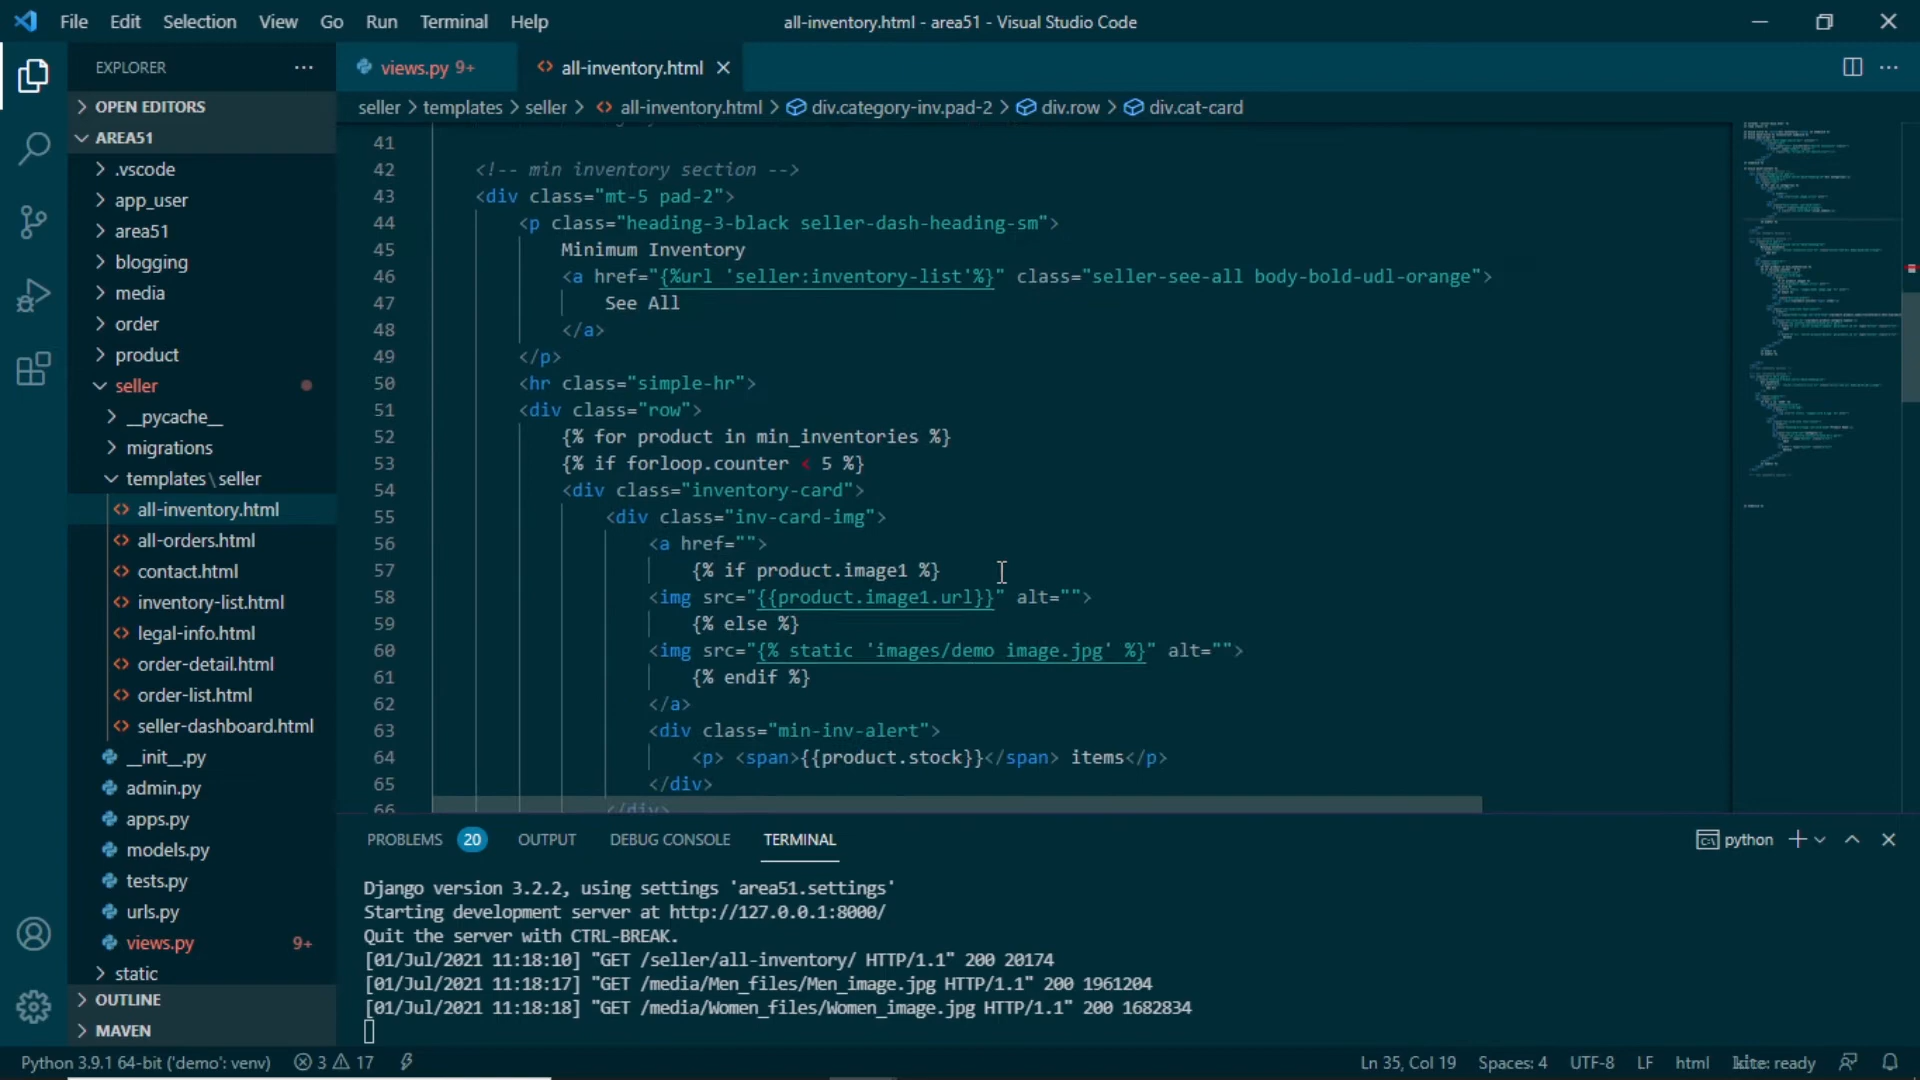 File Edit Selection View Go Run Terminal Help
all-inventory.html - area51 - Visual Studio Code
EXPLORER
views.py 9+
all-inventory.html
seller > templates > seller > all-inventory.html > div.category-inv.pad-2 > div.row > div.cat-card
OPEN EDITORS
AREA51
.vscode
app_user
area51
blogging
media
order
product
seller
__pycache__
migrations
templates\seller
all-inventory.html
all-orders.html
contact.html
inventory-list.html
legal-info.html
order-detail.html
order-list.html
seller-dashboard.html
__init__.py
admin.py
apps.py
models.py
tests.py
urls.py
views.py 9+
static
OUTLINE
MAVEN
41
42 <!-- min inventory section -->
43 <div class="mt-5 pad-2">
44 <p class="heading-3-black seller-dash-heading-sm">
45 Minimum Inventory
46 <a href="{%url 'seller:inventory-list'%}" class="seller-see-all body-bold-udl-orange">
47 See All
48 </a>
49 </p>
50 <hr class="simple-hr">
51 <div class="row">
52 {% for product in min_inventories %}
53 {% if forloop.counter < 5 %}
54 <div class="inventory-card">
55 <div class="inv-card-img">
56 <a href="">
57 {% if product.image1 %}
58 <img src="{{product.image1.url}}" alt="">
59 {% else %}
60 <img src="{% static 'images/demo image.jpg' %}" alt="">
61 {% endif %}
62 </a>
63 <div class="min-inv-alert">
64 <p> <span>{{product.stock}}</span> items</p>
65 </div>
66 </div>
PROBLEMS 20 OUTPUT DEBUG CONSOLE TERMINAL
python
Django version 3.2.2, using settings 'area51.settings'
Starting development server at http://127.0.0.1:8000/
Quit the server with CTRL-BREAK.
[01/Jul/2021 11:18:10] "GET /seller/all-inventory/ HTTP/1.1" 200 20174
[01/Jul/2021 11:18:17] "GET /media/Men_files/Men_image.jpg HTTP/1.1" 200 1961204
[01/Jul/2021 11:18:18] "GET /media/Women_files/Women_image.jpg HTTP/1.1" 200 1682834
Python 3.9.1 64-bit ('demo': venv) 3 17
Ln 35, Col 19 Spaces: 4 UTF-8 LF html kite: ready